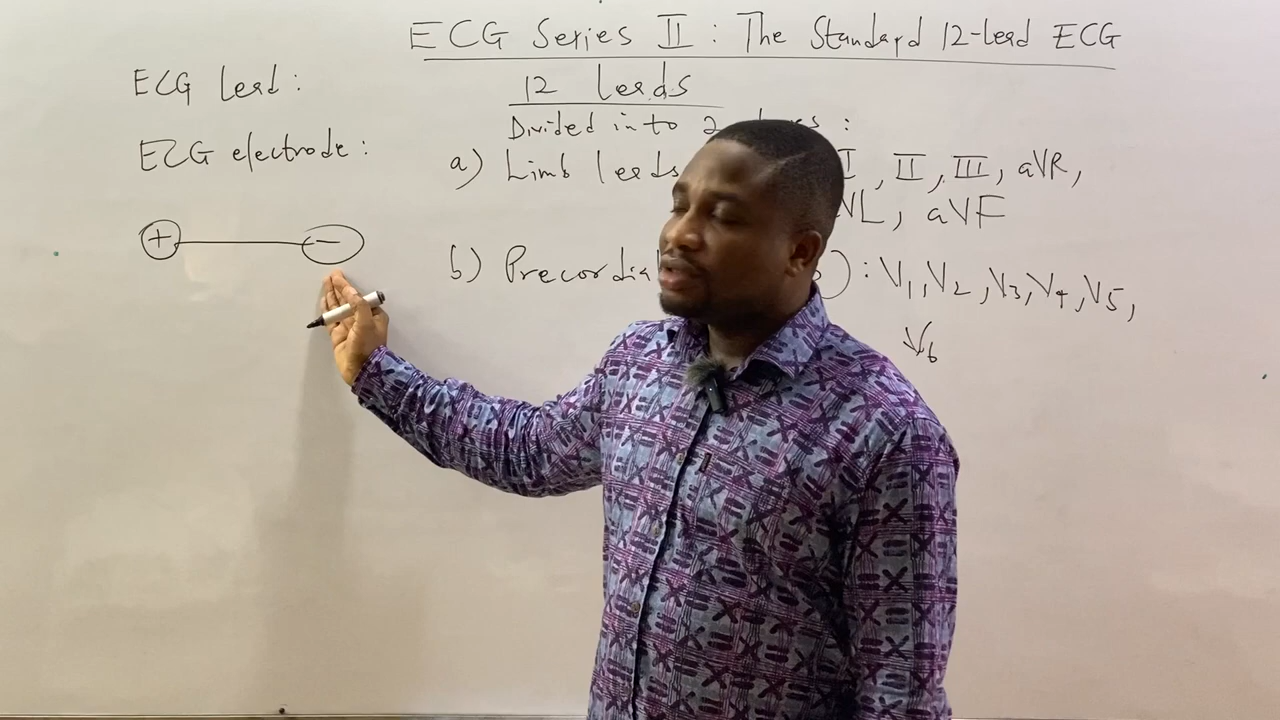 ECG Series II : The Standard 12-lead ECG
ECG lead :
ECG electrode :
+ −
12 leads
Divided into 2
a) Limb leads I, II, III, aVR,
aVF
b) : V1, V2, V3, V4, V5,
V6